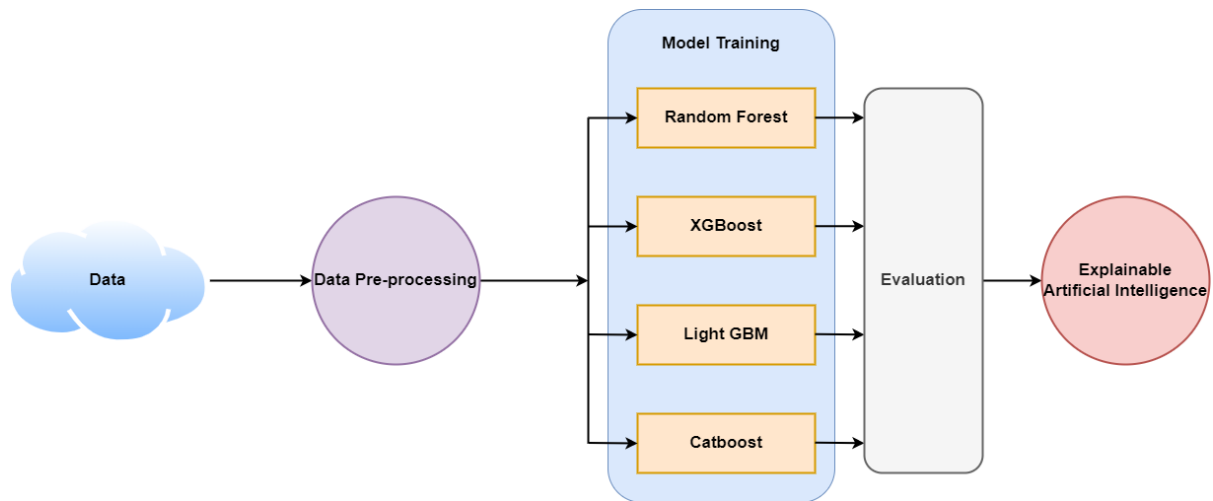 Model Training
Random Forest
XGBoost
Data
Data Pre-processing
Evaluation
Explainable
Artificial Intelligence
Light GBM
Catboost